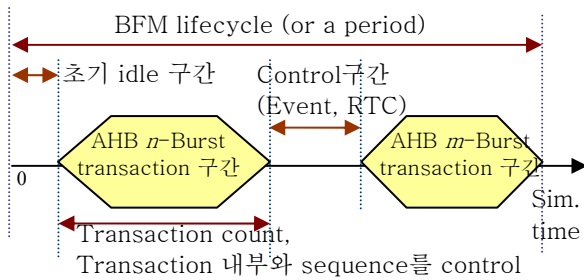 BFM lifecycle (or a period)
초기 idle 구간
Control구간
(Event, RTC)
AHB n-Burst
transaction 구간
AHB m-Burst
transaction 구간
0
Sim.
time
Transaction count,
Transaction 내부와 sequence를 control